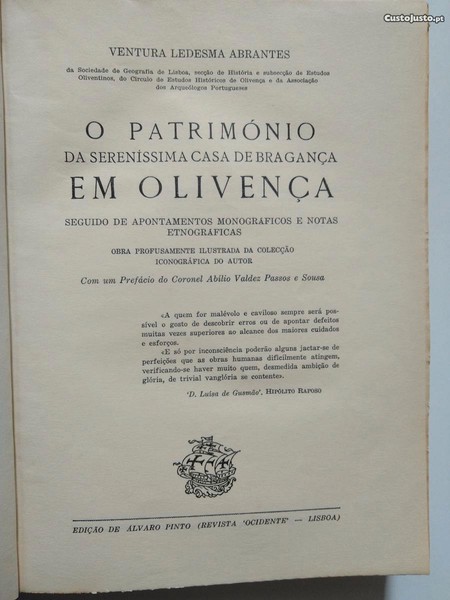 CustoJusto.pt
VENTURA LEDESMA ABRANTES
da Sociedade da Geografia de Lisboa, secção de História e subsecção de Estudos
Oliventinos, do Círculo de Estudos Históricos de Olivença e da Associação
dos Arqueólogos Portugueses
O PATRIMÓNIO
DA SERENÍSSIMA CASA DE BRAGANÇA
EM OLIVENÇA
SEGUIDO DE APONTAMENTOS MONOGRÁFICOS E NOTAS
ETNOGRÁFICAS
OBRA PROFUSAMENTE ILUSTRADA DA COLECÇÃO
ICONOGRÁFICA DO AUTOR
Com um Prefácio do Coronel Abílio Valdez Passos e Sousa
«A quem for malévolo e caviloso sempre será pos-
sível o gosto de descobrir erros ou de apontar defeitos
muitas vezes superiores ao alcance dos maiores cuidados
e esforços.
«E só por inconsciência poderão alguns jactar-se de
perfeições que as obras humanas dificilmente atingem,
verificando-se haver muito quem, desmedida ambição de
glória, de trivial vanglória se contente».
'D. Luísa de Gusmão', HIPÓLITO RAPOSO
EDIÇÃO DE ÁLVARO PINTO (REVISTA 'OCIDENTE' — LISBOA)